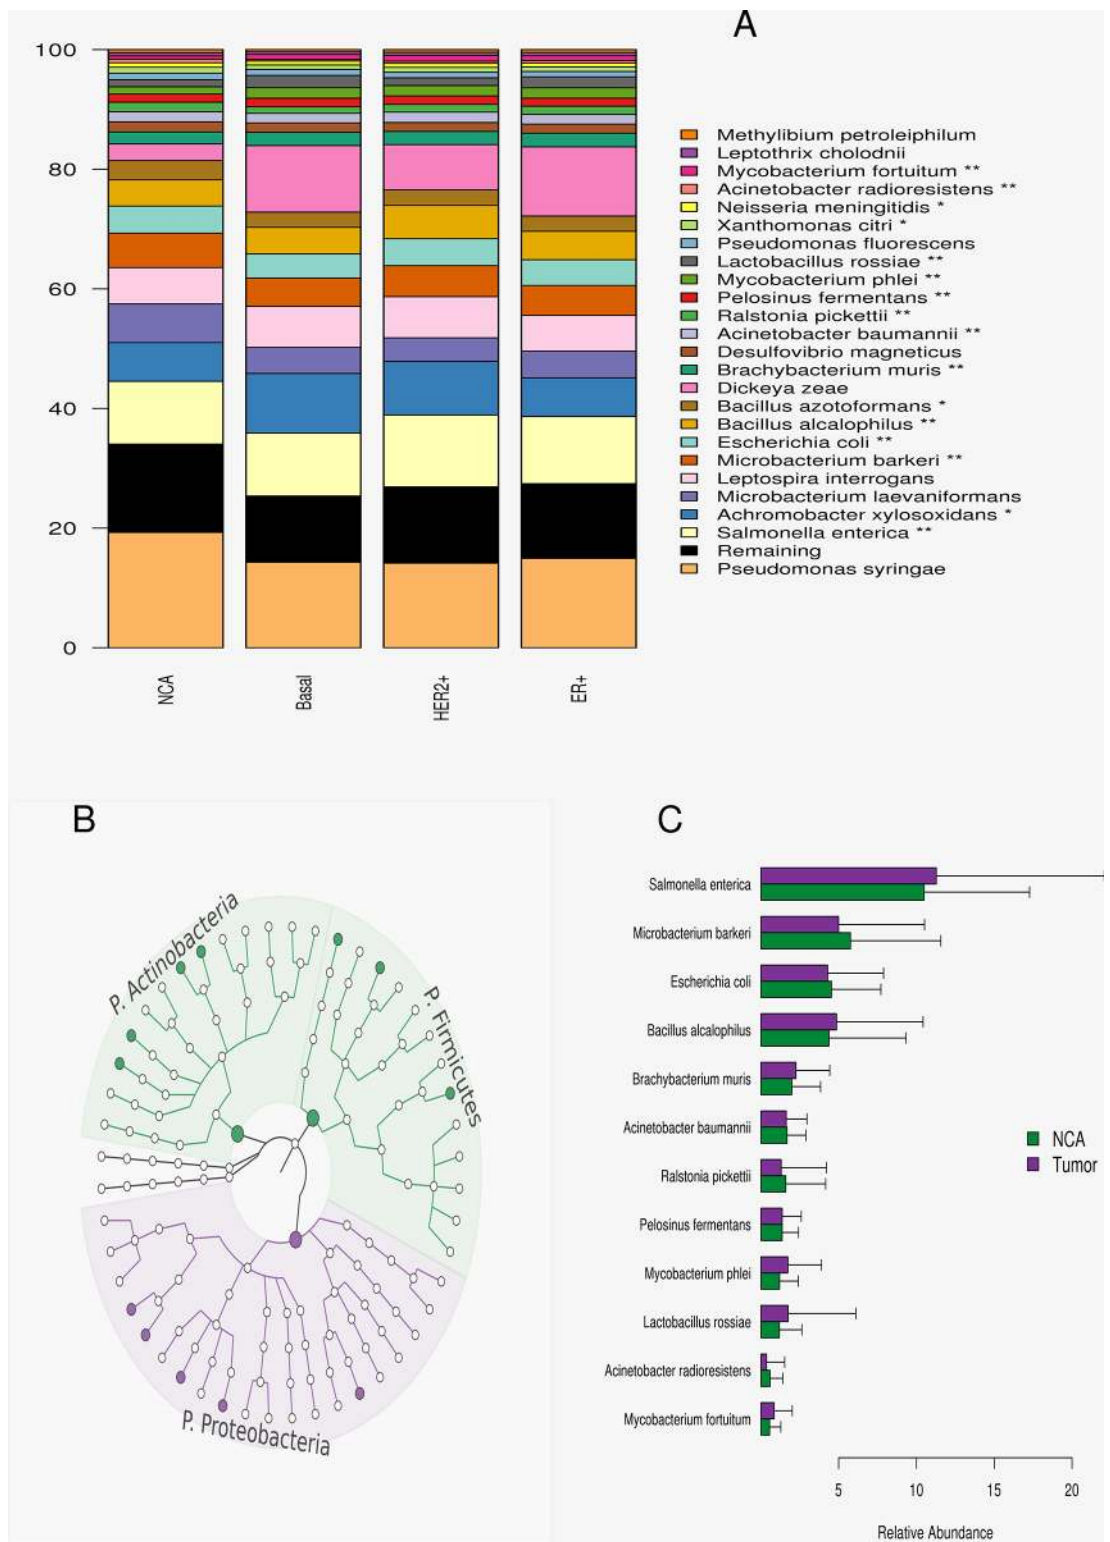 A
100
80
60
40
20
0
NCA
Basal
HER2+
ER+
Methylibium petroleiphilum
Leptothrix cholodnii
Mycobacterium fortuitum **
Acinetobacter radioresistens **
Neisseria meningitidis *
Xanthomonas citri *
Pseudomonas fluorescens
Lactobacillus rossiae **
Mycobacterium phlei **
Pelosinus fermentans **
Ralstonia pickettii **
Acinetobacter baumannii **
Desulfovibrio magneticus
Brachybacterium muris **
Dickeya zeae
Bacillus azotoformans *
Bacillus alcalophilus **
Escherichia coli **
Microbacterium barkeri **
Leptospira interrogans
Microbacterium laevaniformans
Achromobacter xylosoxidans *
Salmonella enterica **
Remaining
Pseudomonas syringae
B
P. Actinobacteria
P. Firmicutes
P. Proteobacteria
C
Salmonella enterica
Microbacterium barkeri
Escherichia coli
Bacillus alcalophilus
Brachybacterium muris
Acinetobacter baumannii
Ralstonia pickettii
Pelosinus fermentans
Mycobacterium phlei
Lactobacillus rossiae
Acinetobacter radioresistens
Mycobacterium fortuitum
NCA
Tumor
5 10 15 20
Relative Abundance